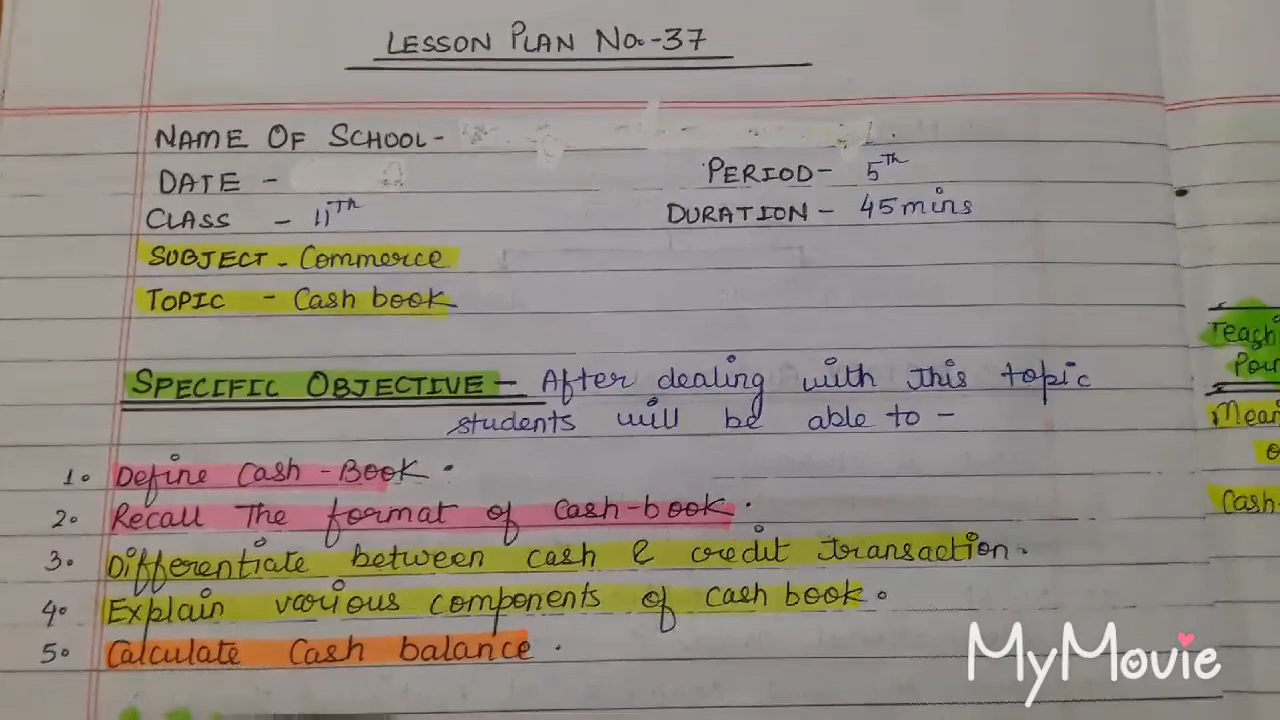 LESSON PLAN No.-37
NAME OF SCHOOL-
DATE -
PERIOD- 5Th
CLASS - 11Th
DURATION - 45mins
SUBJECT - Commerce
TOPIC - Cash book
SPECIFIC OBJECTIVE - After dealing with this topic
students will be able to -
1. Define Cash-Book.
2. Recall The format of Cash-book.
3. Differentiate between cash & credit transaction.
4. Explain various components of cash book.
5. Calculate Cash balance.
Cash
MyMovie